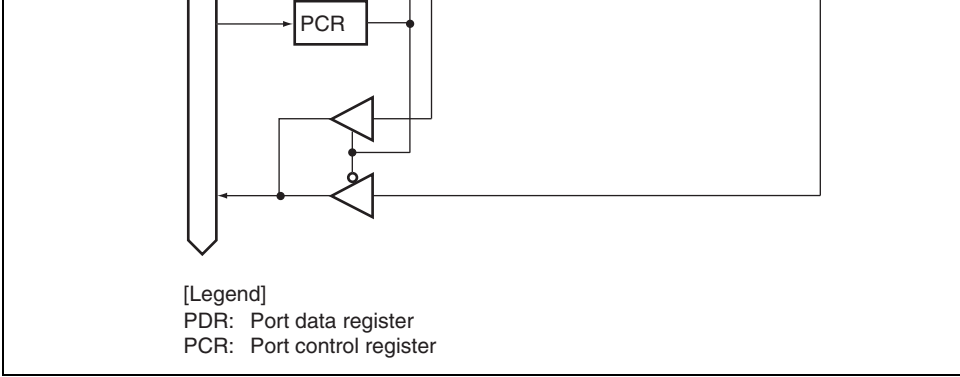 PCR
[Legend]
PDR: Port data register
PCR: Port control register